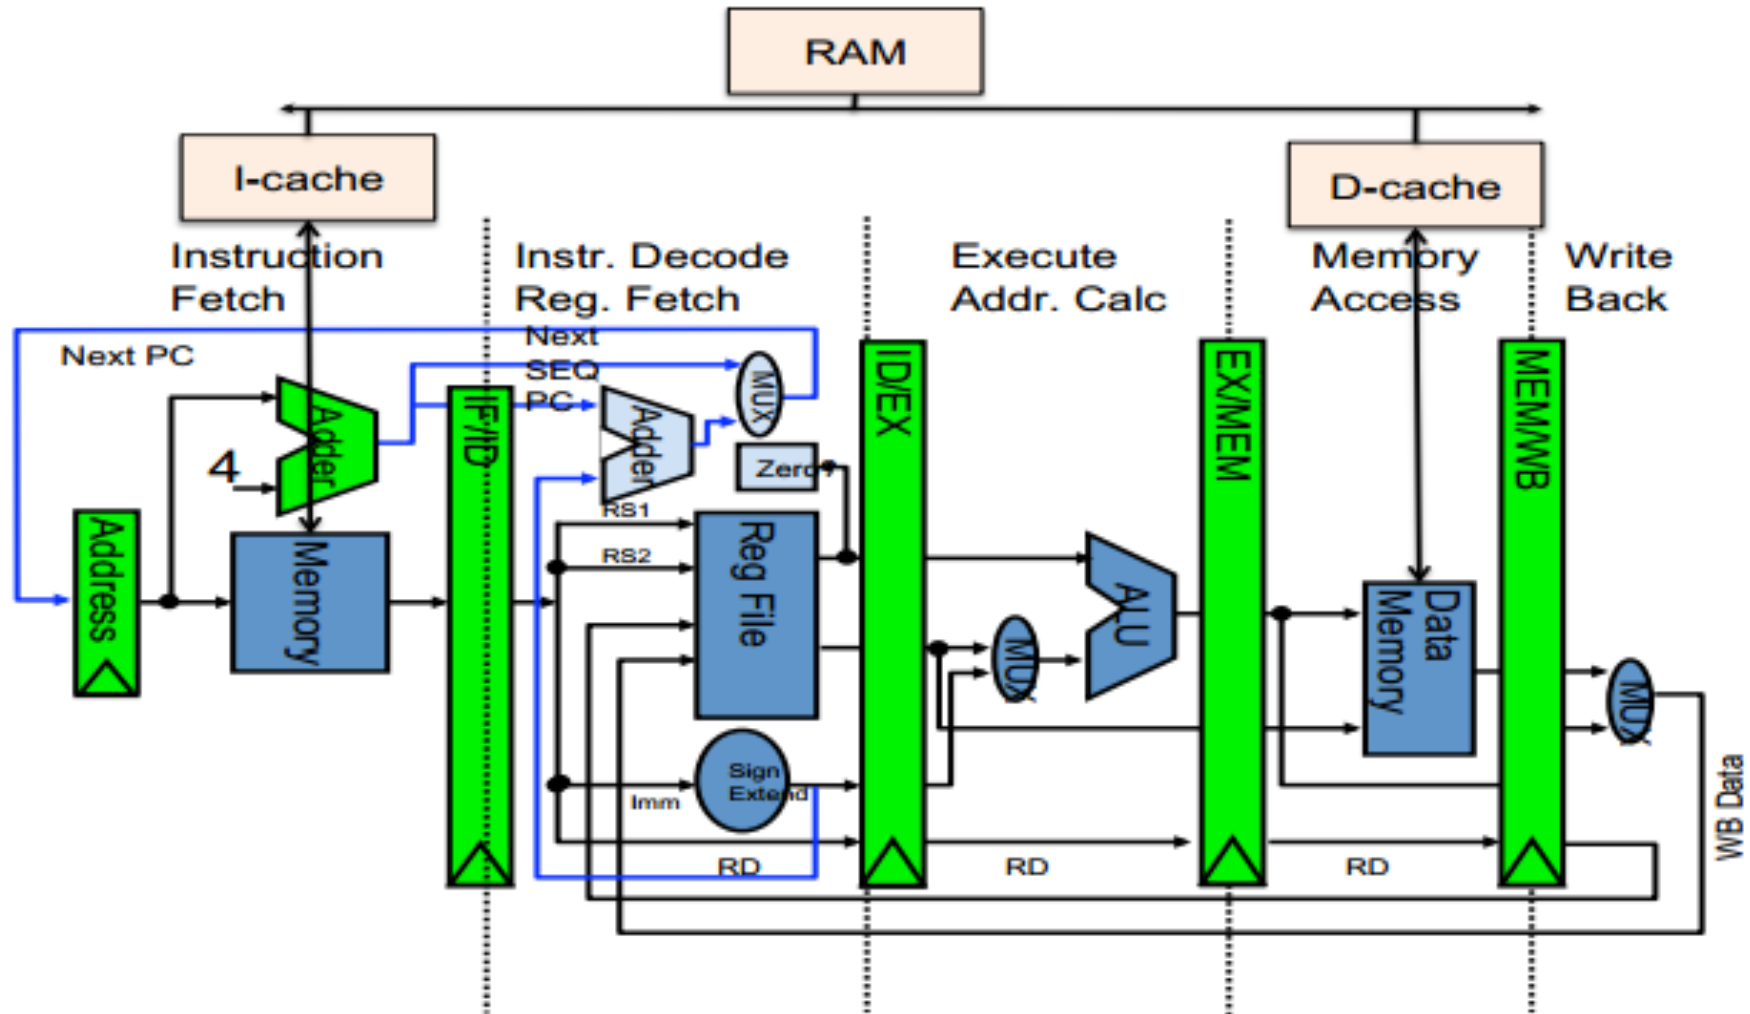 RAM
I-cache
D-cache
Instruction
Fetch
Instr. Decode
Reg. Fetch
Execute
Addr. Calc
Memory
Access
Write
Back
Next PC
Next
SEQ
PC
MUX
Adder
Adder
4
Zero?
IF/ID
ID/EX
EX/MEM
MEM/WB
Address
Memory
RS1
RS2
Reg File
MUX
ALU
Data
Memory
MUX
Sign
Extend
Imm
RD
RD
RD
WB Data